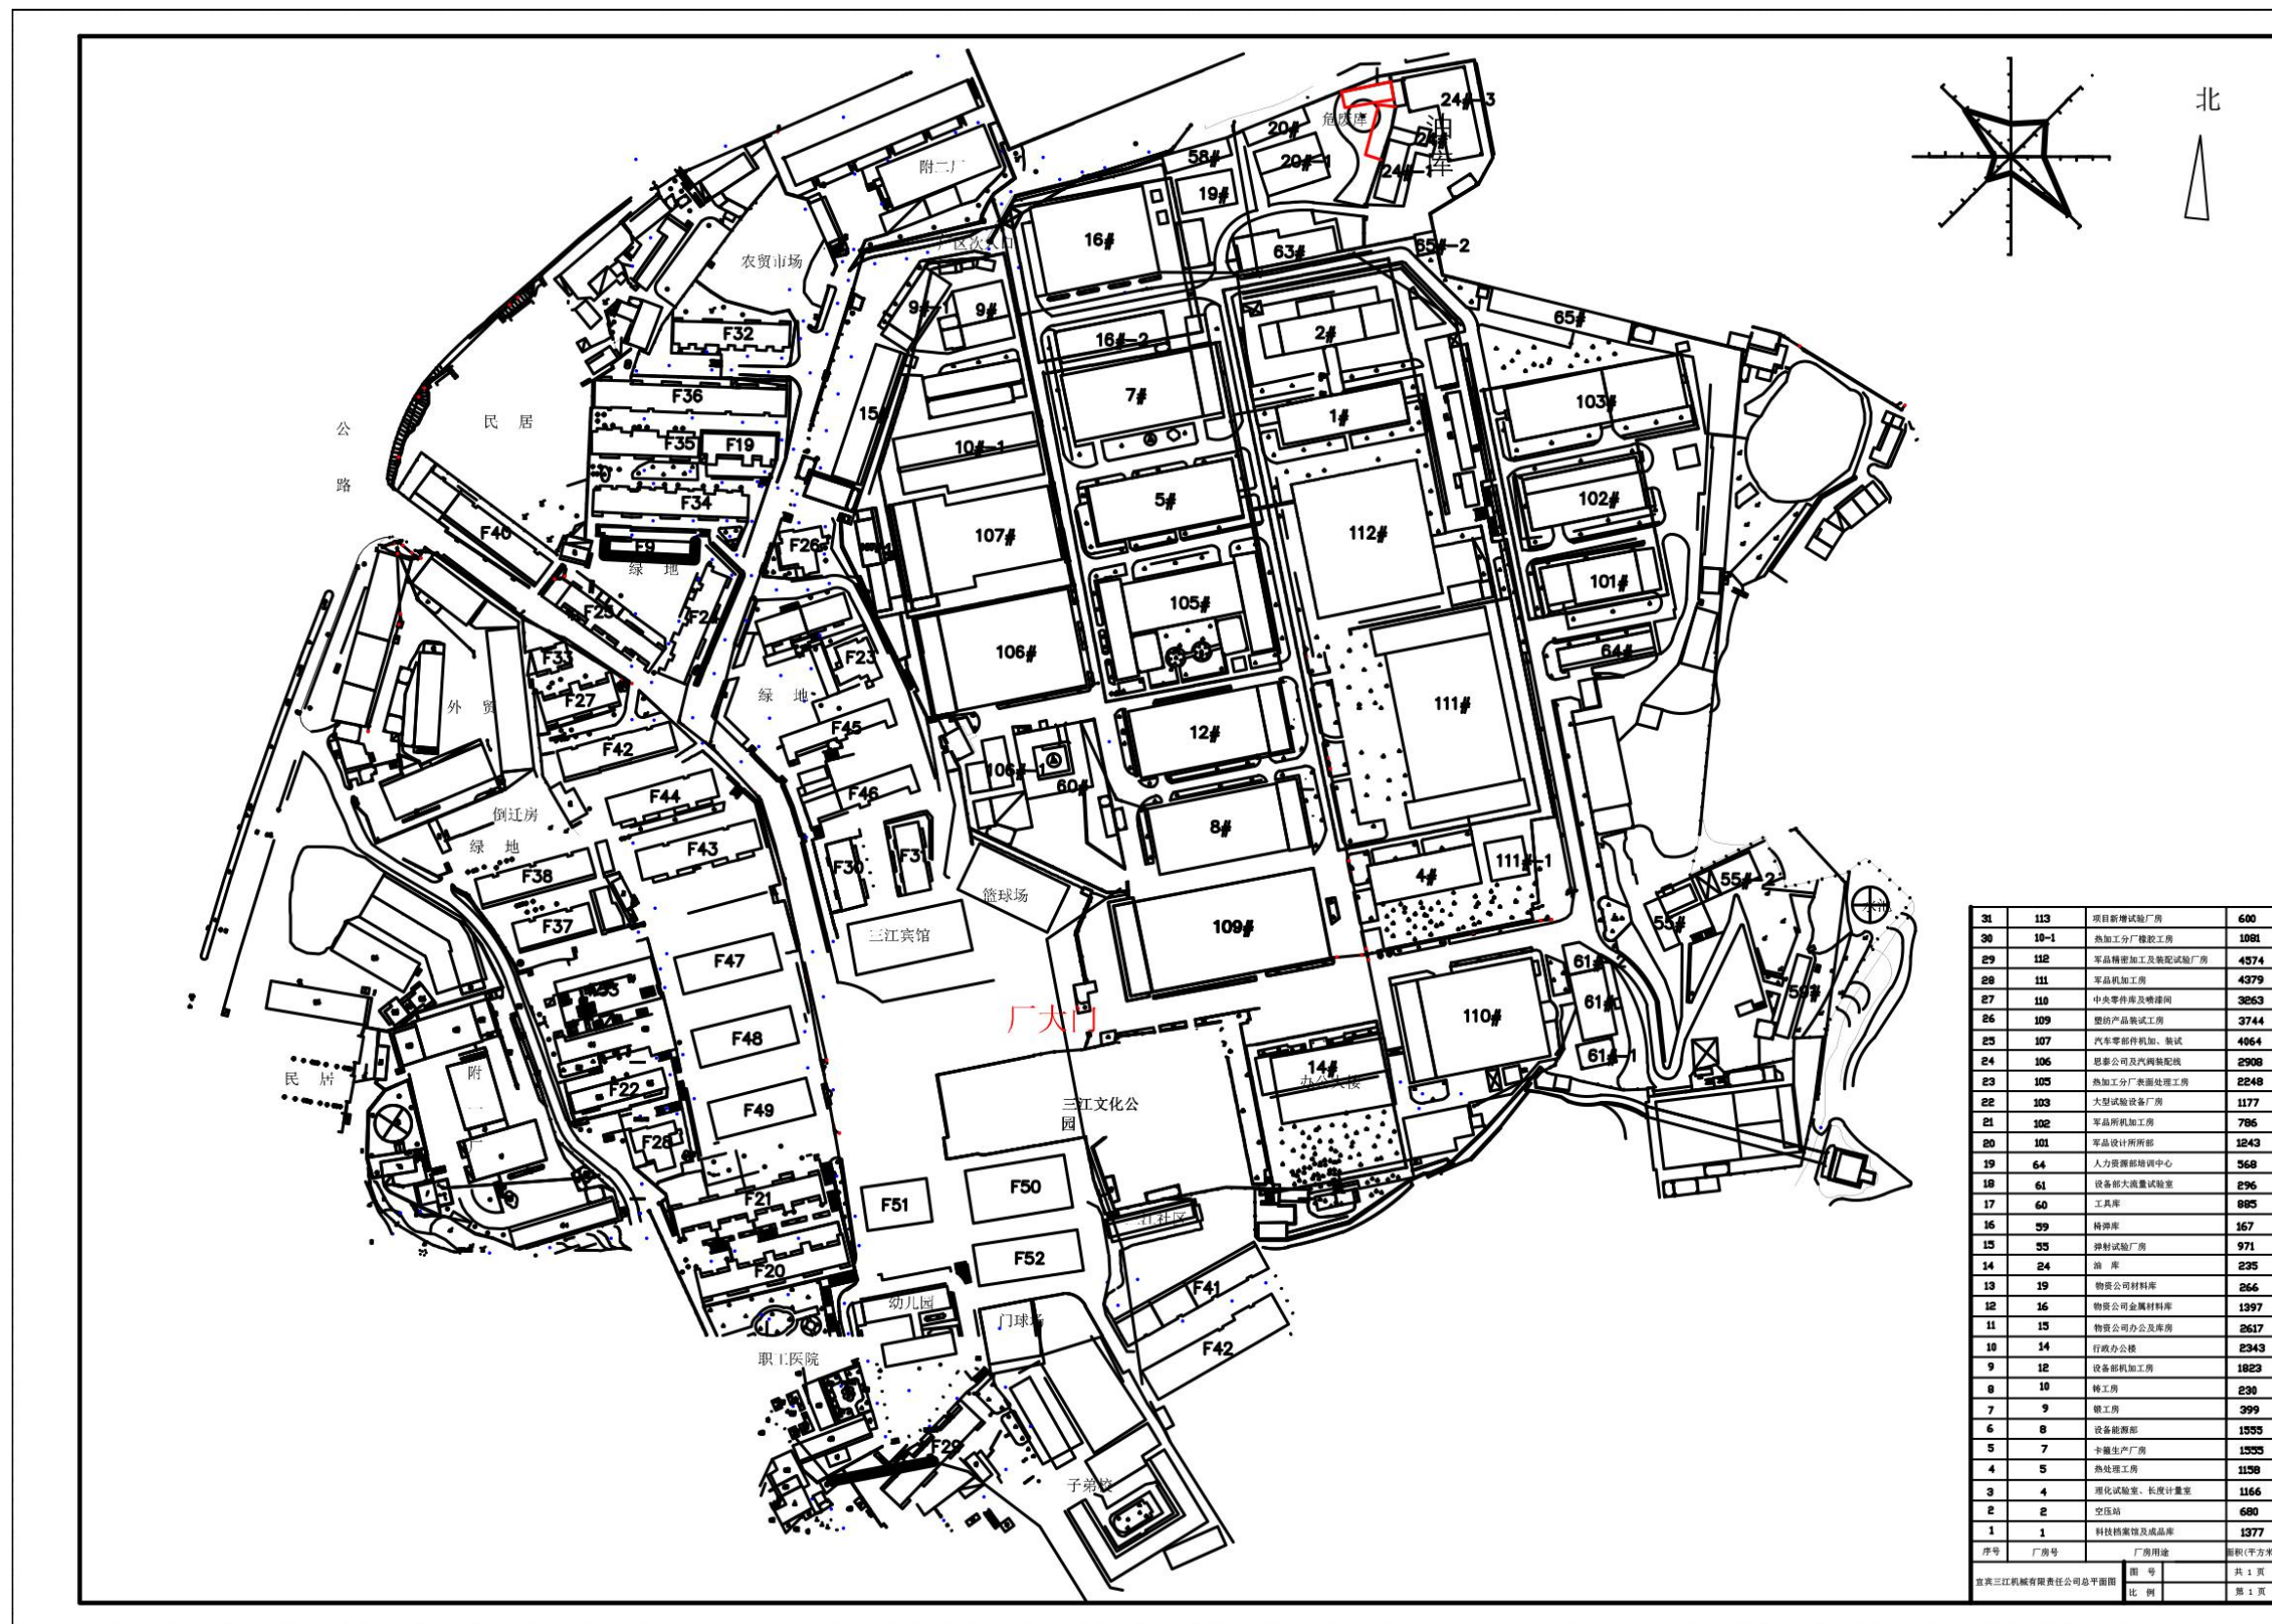 北
24#-3
油库
危废库
20#
24#
58#
20#-1
附二厂
24#-1
19#
16#
厂区次入口
65#-2
63#
农贸市场
9#-1
9#
65#
F32
16#-2
2#
F36
7#
103#
15#
1#
公路
民 居
F35
F19
10#-1
102#
F34
5#
F40
107#
112#
F26
F9
绿 地
101#
F25
105#
64#
F33
F23
106#
F27
绿 地
外 贸
111#
F45
12#
F42
106#-1
60#
F44
F46
倒迁房
8#
绿 地
F43
F30
F31
111#-1
F38
4#
55#-2
篮球场
水池
F37
三江宾馆
109#
55#
F47
61#-2
59#
厂大门
110#
F48
民 居
附一厂
14#
办公大楼
61#-1
F22
F49
三江文化公
园
F28
F21
F51
F50
三江社区
F52
F20
F41
幼儿园
门球场
F42
职工医院
F29
子弟校
31 113 项目新增试验厂房 600
30 10-1 热加工分厂橡胶工房 1081
29 112 军品精密加工及装配试验厂房 4574
28 111 军品机加工房 4379
27 110 中央零件库及喷漆间 3263
26 109 塑纺产品装试工房 3744
25 107 汽车零部件机加、装试 4064
24 106 思泰公司及汽阀装配线 2908
23 105 热加工分厂表面处理工房 2248
22 103 大型试验设备厂房 1177
21 102 军品所机加工房 786
20 101 军品设计所所部 1243
19 64 人力资源部培训中心 568
18 61 设备部大流量试验室 296
17 60 工具库 885
16 59 椅弹库 167
15 55 弹射试验厂房 971
14 24 油 库 235
13 19 物资公司材料库 266
12 16 物资公司金属材料库 1397
11 15 物资公司办公及库房 2617
10 14 行政办公楼 2343
9 12 设备部机加工房 1823
8 10 铸工房 230
7 9 锻工房 399
6 8 设备能源部 1555
5 7 卡箍生产厂房 1555
4 5 热处理工房 1158
3 4 理化试验室、长度计量室 1166
2 2 空压站 680
1 1 科技档案馆及成品库 1377
序号 厂房号 厂房用途 面积(平方米
宜宾三江机械有限责任公司总平面图
图 号 共 1 页
比 例 第 1 页